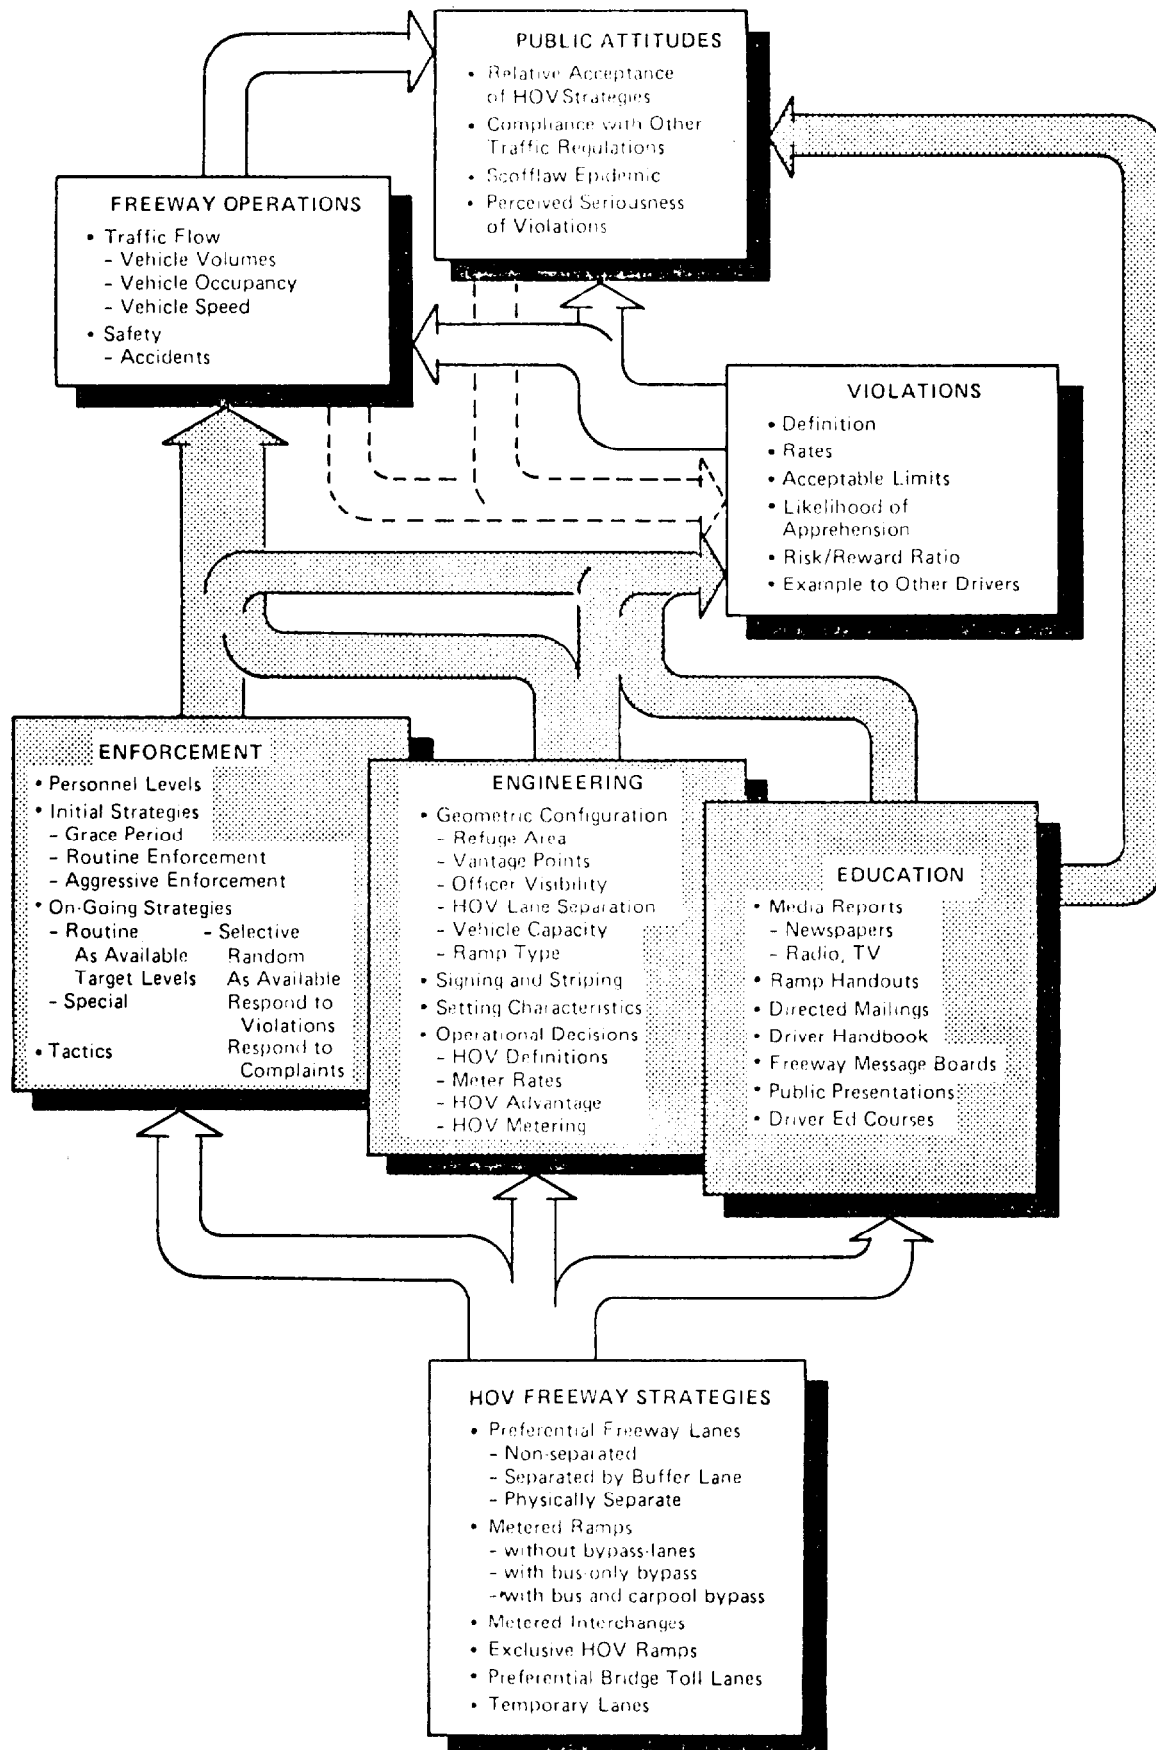 PUBLIC ATTITUDES
• Relative Acceptance
of HOV Strategies
• Compliance with Other
Traffic Regulations
• Scofflaw Epidemic
• Perceived Seriousness
of Violations
FREEWAY OPERATIONS
• Traffic Flow
- Vehicle Volumes
- Vehicle Occupancy
- Vehicle Speed
• Safety
- Accidents
VIOLATIONS
• Definition
• Rates
• Acceptable Limits
• Likelihood of
Apprehension
• Risk/Reward Ratio
• Example to Other Drivers
ENFORCEMENT
• Personnel Levels
• Initial Strategies
- Grace Period
- Routine Enforcement
- Aggressive Enforcement
• On-Going Strategies
- Routine
As Available
Target Levels
- Special
- Selective
Random
As Available
Respond to
Violations
Respond to
Complaints
• Tactics
ENGINEERING
• Geometric Configuration
- Refuge Area
- Vantage Points
- Officer Visibility
- HOV Lane Separation
- Vehicle Capacity
- Ramp Type
• Signing and Striping
• Setting Characteristics
• Operational Decisions
- HOV Definitions
- Meter Rates
- HOV Advantage
- HOV Metering
EDUCATION
• Media Reports
- Newspapers
- Radio, TV
• Ramp Handouts
• Directed Mailings
• Driver Handbook
• Freeway Message Boards
• Public Presentations
• Driver Ed Courses
HOV FREEWAY STRATEGIES
• Preferential Freeway Lanes
- Non-separated
- Separated by Buffer Lane
- Physically Separate
• Metered Ramps
- without bypass-lanes
- with bus-only bypass
- with bus and carpool bypass
• Metered Interchanges
• Exclusive HOV Ramps
• Preferential Bridge Toll Lanes
• Temporary Lanes